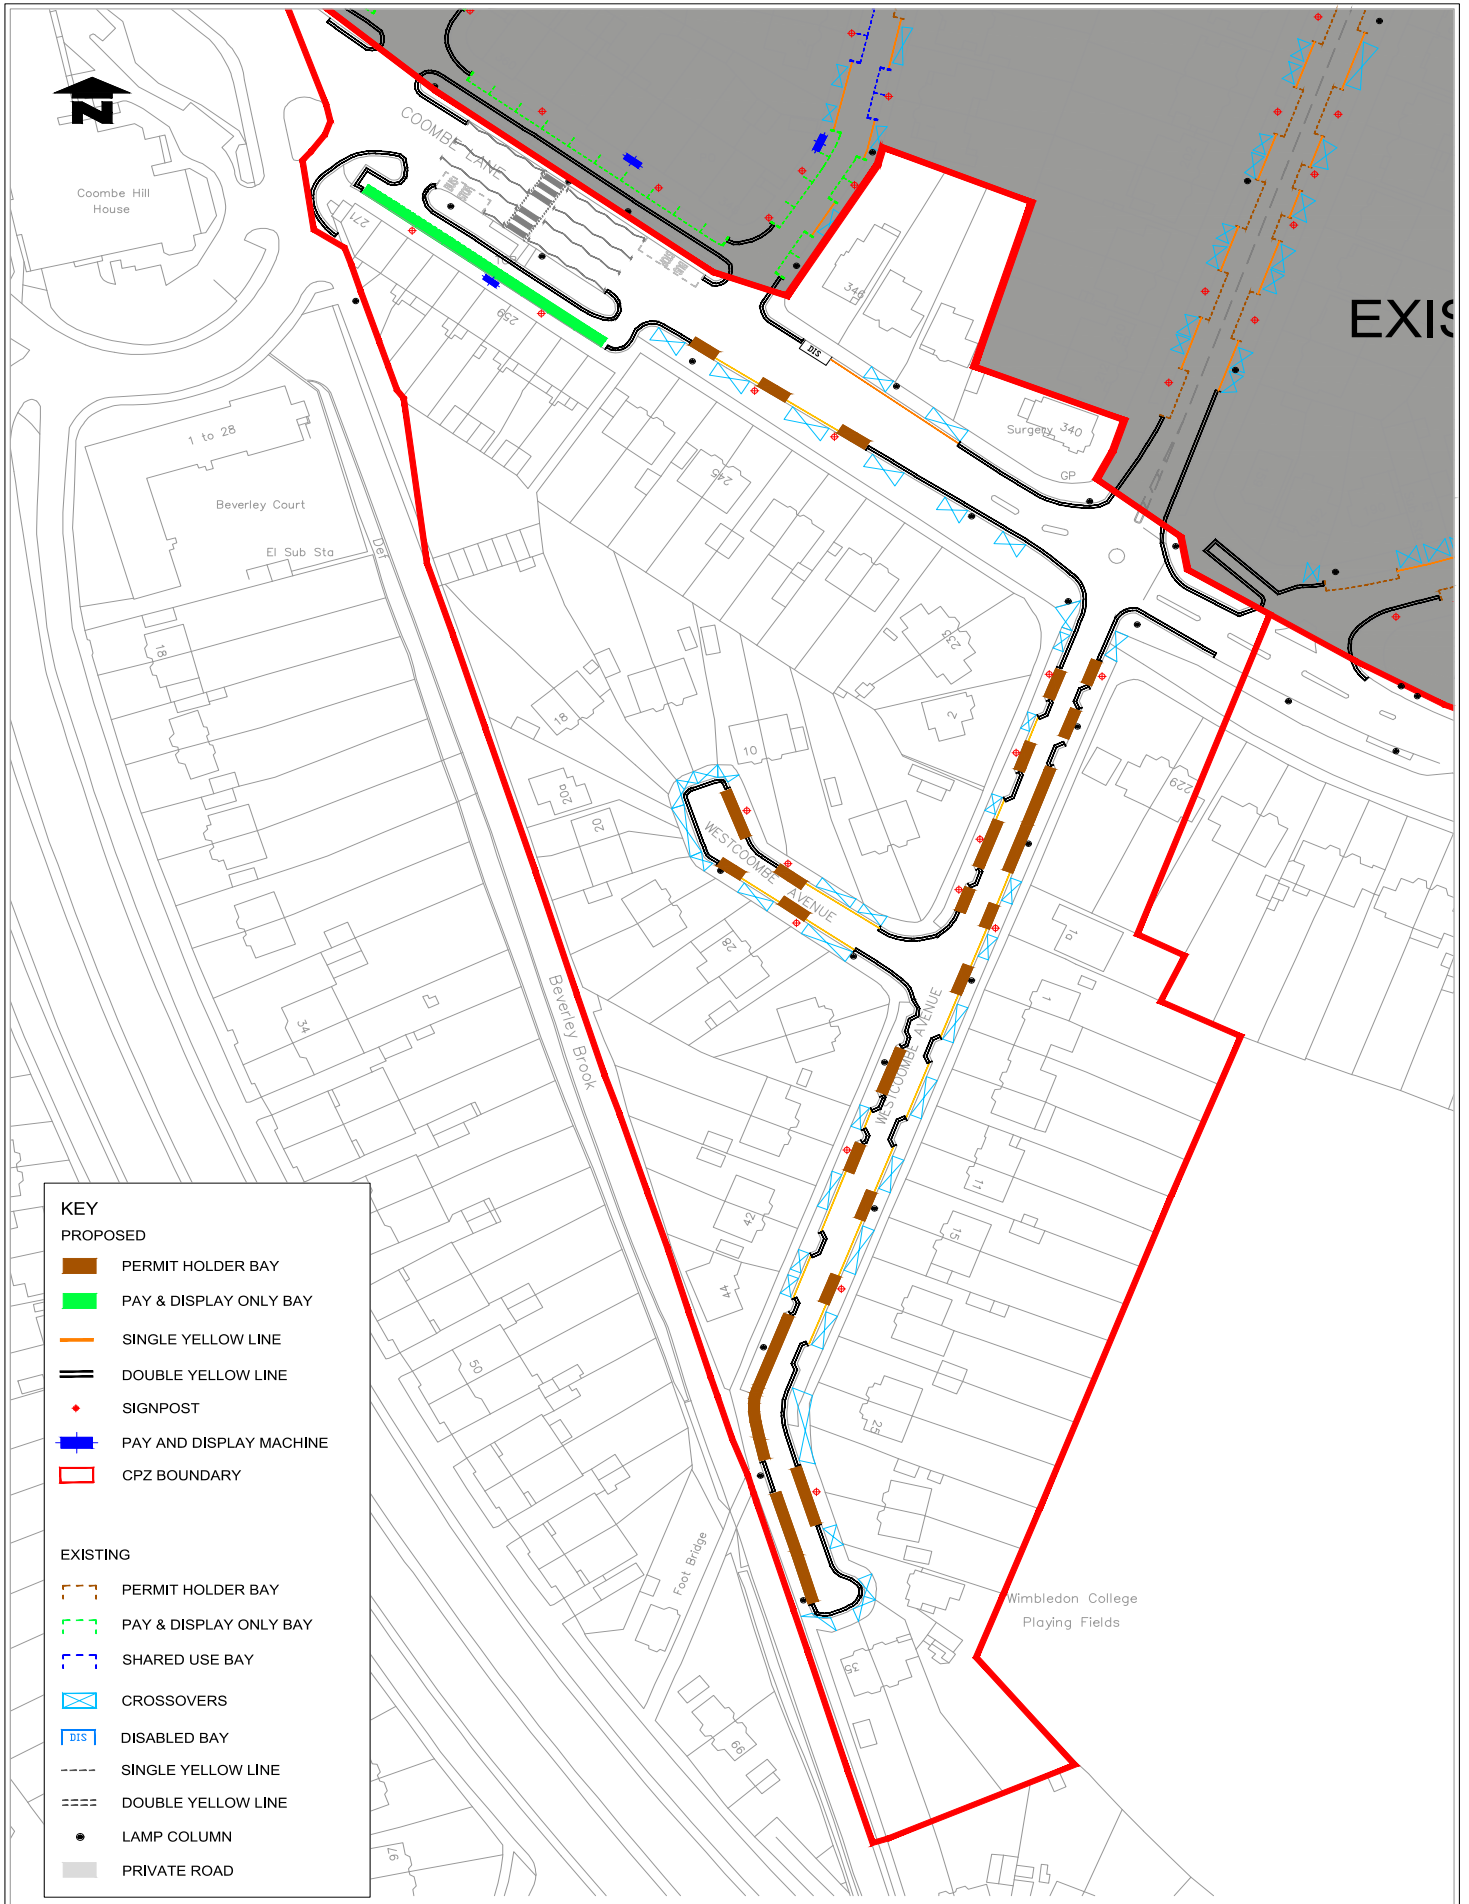 N
COOMBE LANE
Coombe Hill
House
271
259
346
DIS
EXIS
Surgery
340
GP
245
1 to 28
Beverley Court
El Sub Sta
Def
18
233
2
18
10
229
20a
20
WESTCOOMBE AVENUE
28
1a
1
WESTCOOMBE AVENUE
34
Beverley Brook
11
42
15
44
25
50
Foot Bridge
Wimbledon College
Playing Fields
35
66
97
KEY
PROPOSED
PERMIT HOLDER BAY
PAY & DISPLAY ONLY BAY
SINGLE YELLOW LINE
DOUBLE YELLOW LINE
SIGNPOST
PAY AND DISPLAY MACHINE
CPZ BOUNDARY
EXISTING
PERMIT HOLDER BAY
PAY & DISPLAY ONLY BAY
SHARED USE BAY
CROSSOVERS
DIS DISABLED BAY
SINGLE YELLOW LINE
DOUBLE YELLOW LINE
LAMP COLUMN
PRIVATE ROAD